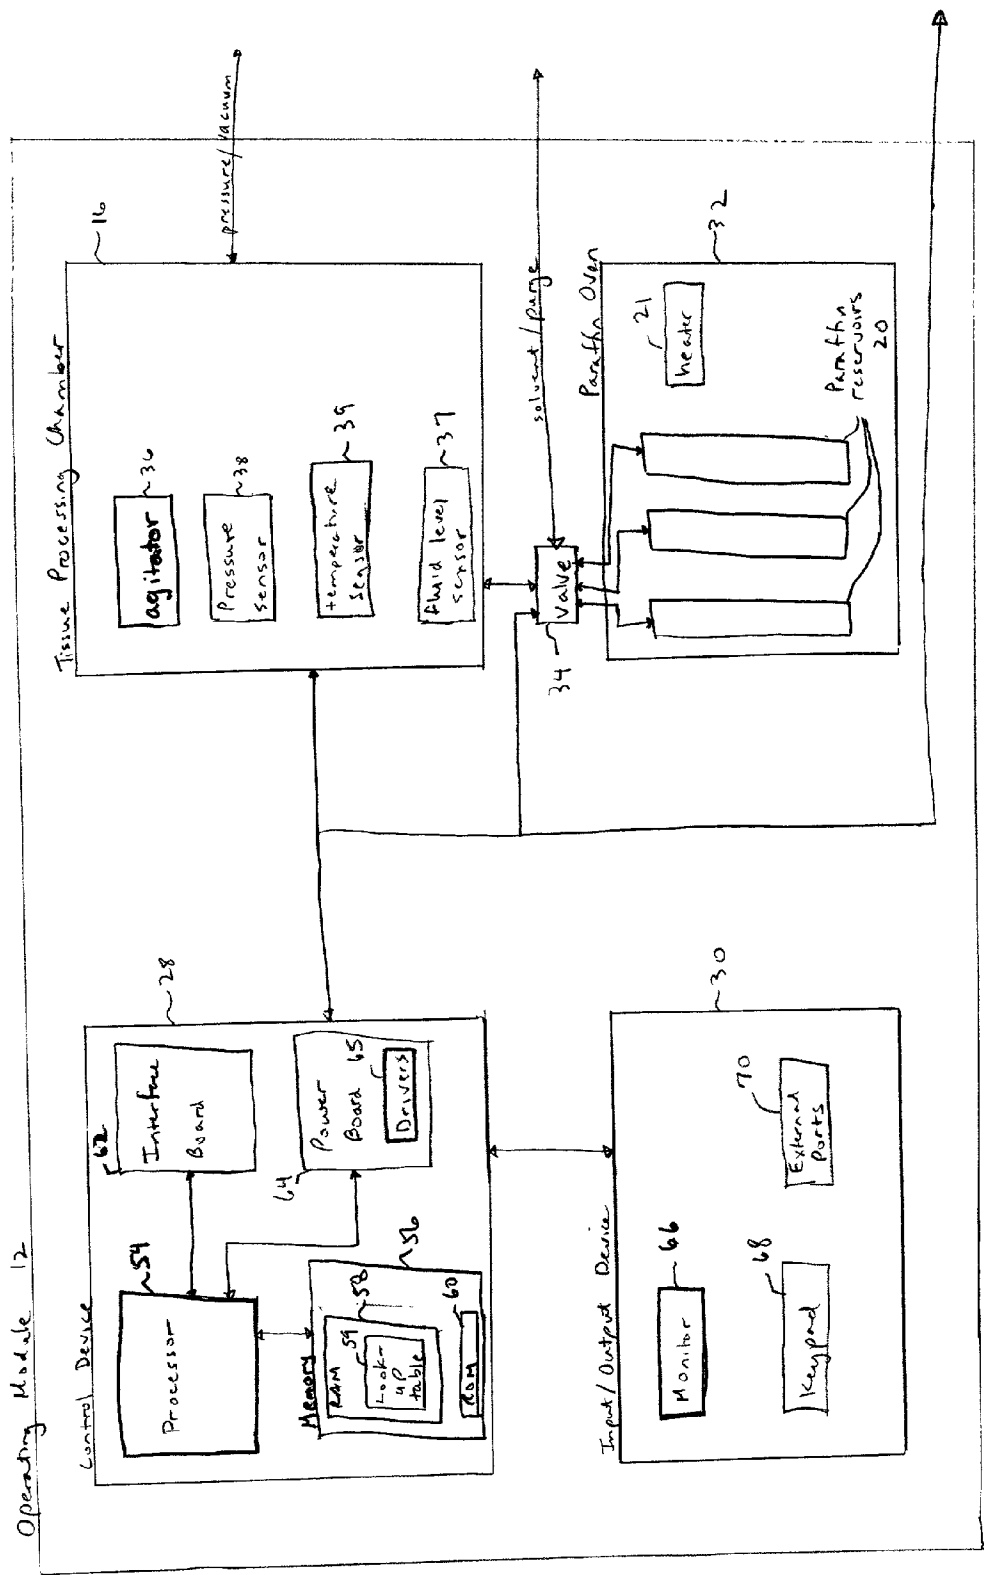 Operating Module 12
Control Device
28
Processor
54
62
Interface
Board
64
Power
Board
65
Drivers
Memory
56
RAM
58
59
Look-
up
table
ROM
60
Tissue Processing Chamber
16
agitator
36
Pressure
sensor
38
temperature
sensor
39
fluid level
sensor
37
pressure/vacuum
Input/Output Device
30
Monitor
66
Keypad
68
External
Ports
70
valve
34
solvent/purge
Paraffin Oven
32
heater
21
Paraffin
reservoirs
20